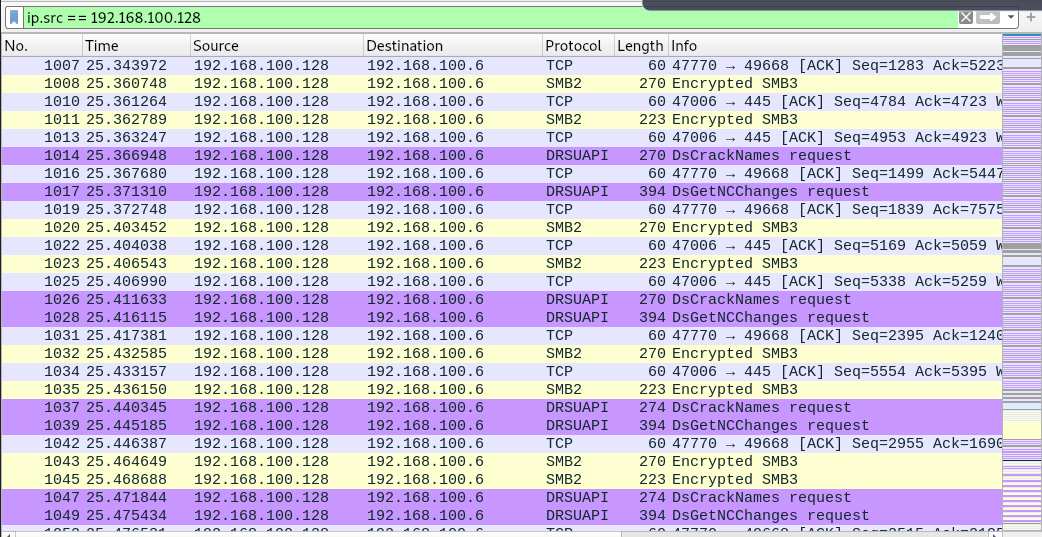 ip.src == 192.168.100.128
No. Time Source Destination Protocol Length Info
1007 25.343972 192.168.100.128 192.168.100.6 TCP 60 47770 → 49668 [ACK] Seq=1283 Ack=5223
1008 25.360748 192.168.100.128 192.168.100.6 SMB2 270 Encrypted SMB3
1010 25.361264 192.168.100.128 192.168.100.6 TCP 60 47006 → 445 [ACK] Seq=4784 Ack=4723 W
1011 25.362789 192.168.100.128 192.168.100.6 SMB2 223 Encrypted SMB3
1013 25.363247 192.168.100.128 192.168.100.6 TCP 60 47006 → 445 [ACK] Seq=4953 Ack=4923 W
1014 25.366948 192.168.100.128 192.168.100.6 DRSUAPI 270 DsCrackNames request
1016 25.367680 192.168.100.128 192.168.100.6 TCP 60 47770 → 49668 [ACK] Seq=1499 Ack=5447
1017 25.371310 192.168.100.128 192.168.100.6 DRSUAPI 394 DsGetNCChanges request
1019 25.372748 192.168.100.128 192.168.100.6 TCP 60 47770 → 49668 [ACK] Seq=1839 Ack=7575
1020 25.403452 192.168.100.128 192.168.100.6 SMB2 270 Encrypted SMB3
1022 25.404038 192.168.100.128 192.168.100.6 TCP 60 47006 → 445 [ACK] Seq=5169 Ack=5059 W
1023 25.406543 192.168.100.128 192.168.100.6 SMB2 223 Encrypted SMB3
1025 25.406990 192.168.100.128 192.168.100.6 TCP 60 47006 → 445 [ACK] Seq=5338 Ack=5259 W
1026 25.411633 192.168.100.128 192.168.100.6 DRSUAPI 270 DsCrackNames request
1028 25.416115 192.168.100.128 192.168.100.6 DRSUAPI 394 DsGetNCChanges request
1031 25.417381 192.168.100.128 192.168.100.6 TCP 60 47770 → 49668 [ACK] Seq=2395 Ack=1240
1032 25.432585 192.168.100.128 192.168.100.6 SMB2 270 Encrypted SMB3
1034 25.433157 192.168.100.128 192.168.100.6 TCP 60 47006 → 445 [ACK] Seq=5554 Ack=5395 W
1035 25.436150 192.168.100.128 192.168.100.6 SMB2 223 Encrypted SMB3
1037 25.440345 192.168.100.128 192.168.100.6 DRSUAPI 274 DsCrackNames request
1039 25.445185 192.168.100.128 192.168.100.6 DRSUAPI 394 DsGetNCChanges request
1042 25.446387 192.168.100.128 192.168.100.6 TCP 60 47770 → 49668 [ACK] Seq=2955 Ack=1690
1043 25.464649 192.168.100.128 192.168.100.6 SMB2 270 Encrypted SMB3
1045 25.468688 192.168.100.128 192.168.100.6 SMB2 223 Encrypted SMB3
1047 25.471844 192.168.100.128 192.168.100.6 DRSUAPI 274 DsCrackNames request
1049 25.475434 192.168.100.128 192.168.100.6 DRSUAPI 394 DsGetNCChanges request